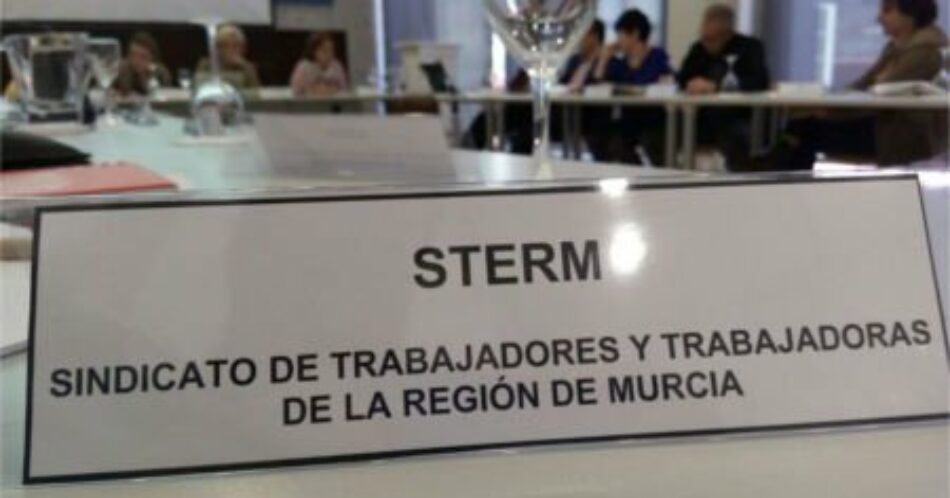 STERM
SINDICATO DE TRABAJADORES Y TRABAJADORAS
DE LA REGIÓN DE MURCIA